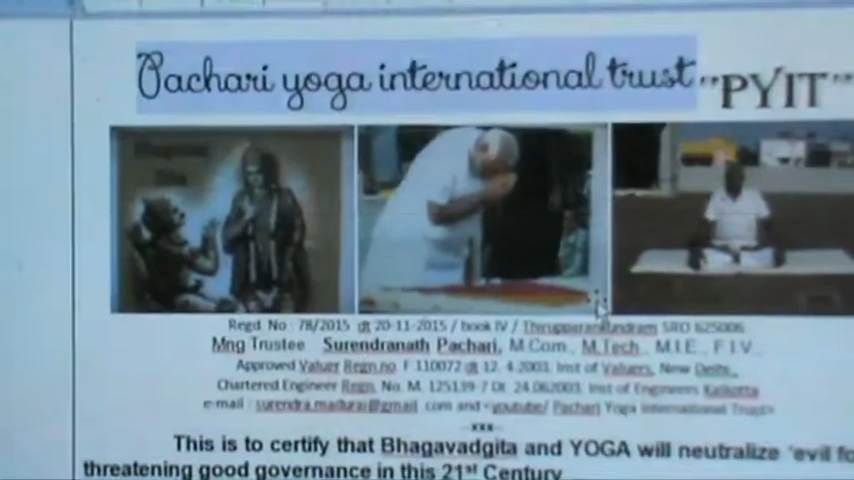 Pachari yoga international trust "PYIT"
Regd. No : 78/2015 dt 20-11-2015 / book IV / Thirupparankundram SRO 625006
Mng Trustee Surendranath Pachari, M.Com., M.Tech., M.I.E., F.I.V.,
Approved Valuer Regn.no F 110072 dt 12. 4.2003. Inst of Valuers, New Delhi.,
Chartered Engineer Regn. No. M. 125139-7 Dt 24.062003. Inst of Engineers Kolkotta
e-mail : surendra.madurai@gmail.com and <youtube/ Pachari Yoga International Trust>
xxx
This is to certify that Bhagavadgita and YOGA will neutralize 'evil
threatening good governance in this 21st Century